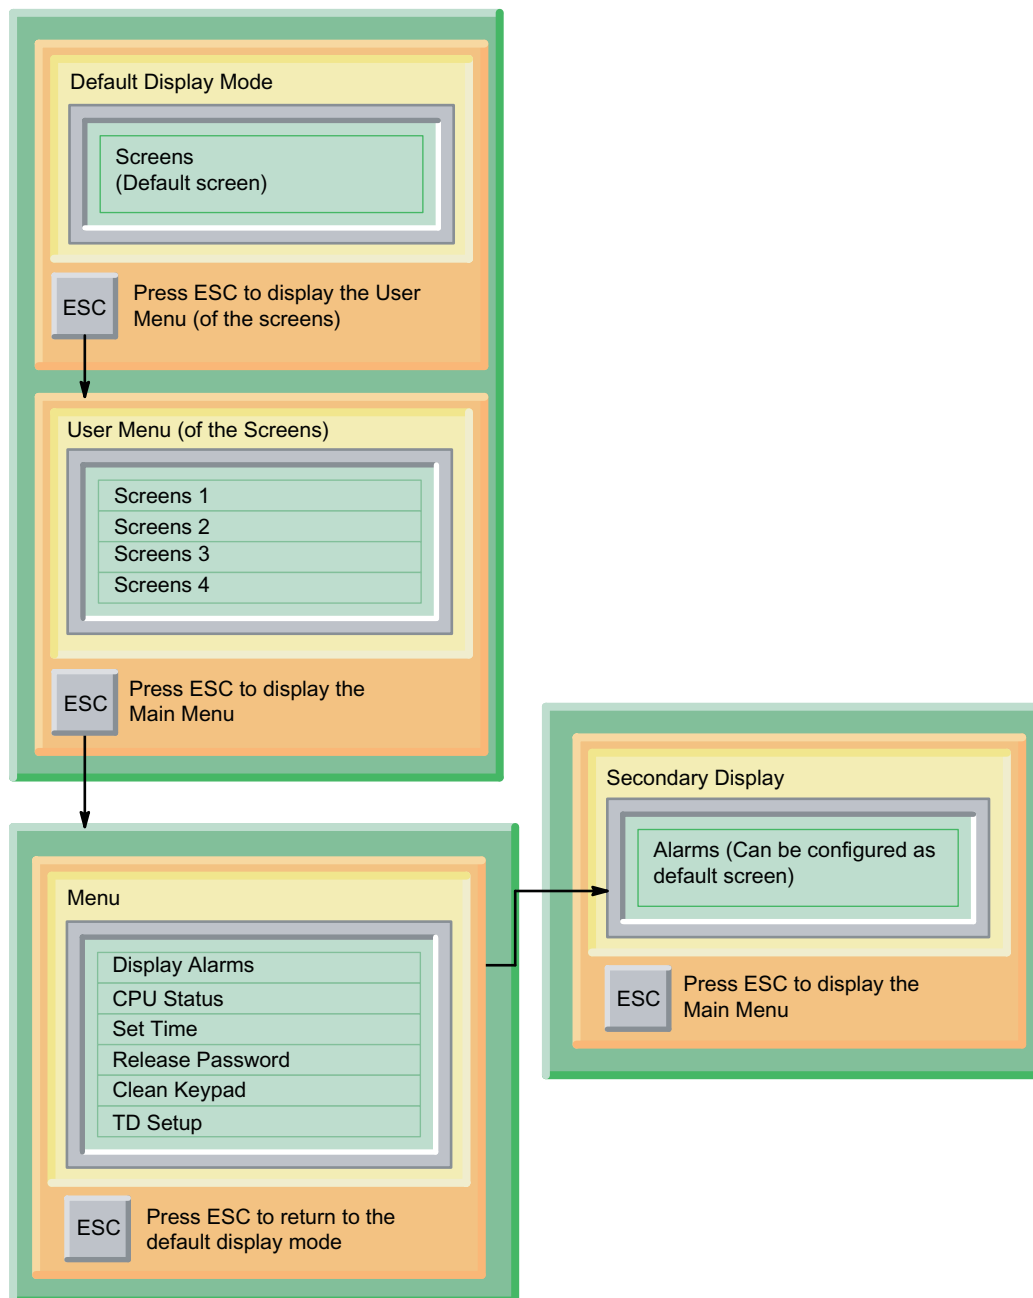 Default Display Mode
Screens
(Default screen)
ESC
Press ESC to display the User
Menu (of the screens)
User Menu (of the Screens)
Screens 1
Screens 2
Screens 3
Screens 4
ESC
Press ESC to display the
Main Menu
Menu
Display Alarms
CPU Status
Set Time
Release Password
Clean Keypad
TD Setup
ESC
Press ESC to return to the
default display mode
Secondary Display
Alarms (Can be configured as
default screen)
ESC
Press ESC to display the
Main Menu